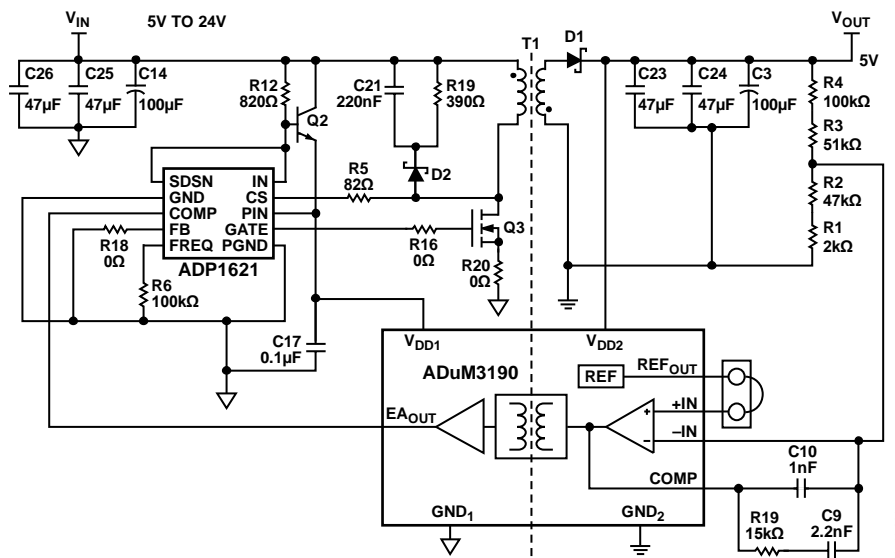 V_IN
5V TO 24V
T1
D1
V_OUT
5V
C26
47µF
C25
47µF
C14
100µF
R12
820Ω
Q2
C21
220nF
R19
390Ω
C23
47µF
C24
47µF
C3
100µF
R4
100kΩ
R3
51kΩ
R2
47kΩ
R1
2kΩ
D2
R5
82Ω
SDSN IN
GND CS
COMP PIN
FB GATE
FREQ PGND
ADP1621
R18
0Ω
R6
100kΩ
R16
0Ω
Q3
R20
0Ω
C17
0.1µF
V_DD1
V_DD2
ADuM3190
REF
REF_OUT
EA_OUT
+IN
–IN
+
–
COMP
C10
1nF
R19
15kΩ
C9
2.2nF
GND_1
GND_2